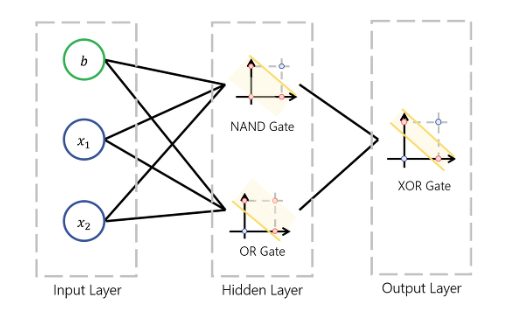 b
x₁
x₂
NAND Gate
OR Gate
XOR Gate
Input Layer
Hidden Layer
Output Layer